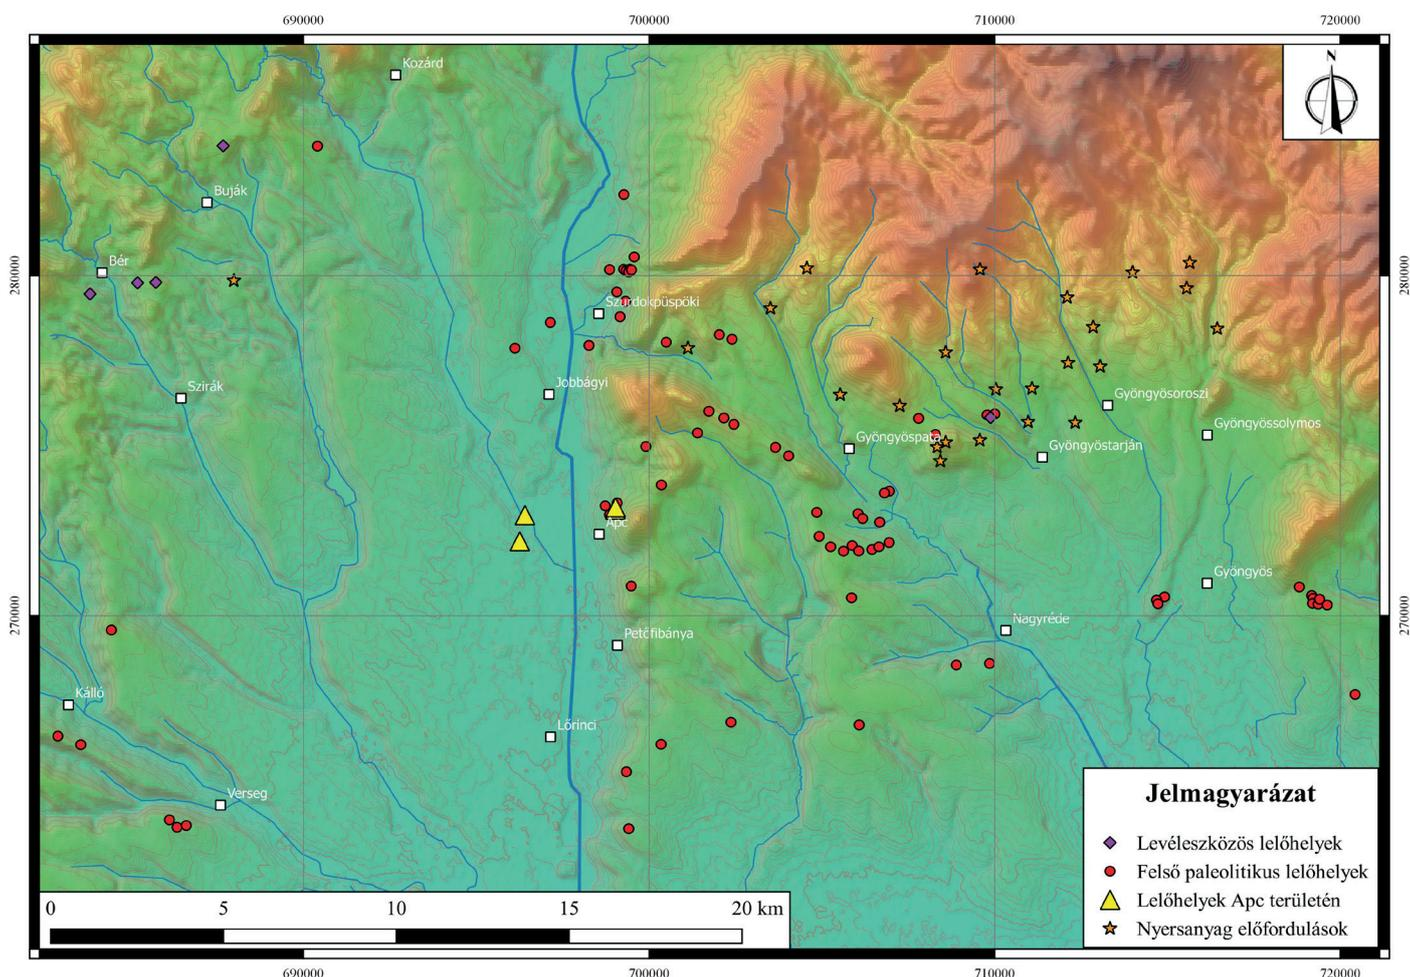 690000
700000
710000
720000
N
Kozárd
Buják
Bér
280000
280000
Szurdokpüspöki
Jobbágyi
Szirák
Gyöngyösoroszi
Gyöngyössolymos
Gyöngyöspata
Gyöngyöstarján
Apc
Gyöngyös
270000
270000
Nagyréde
Petőfibánya
Kálló
Lőrinci
Verseg
Jelmagyarázat
Levéleszközös lelőhelyek
Felső paleolitikus lelőhelyek
Lelőhelyek Apc területén
Nyersanyag előfordulások
0 5 10 15 20 km
690000
700000
710000
720000